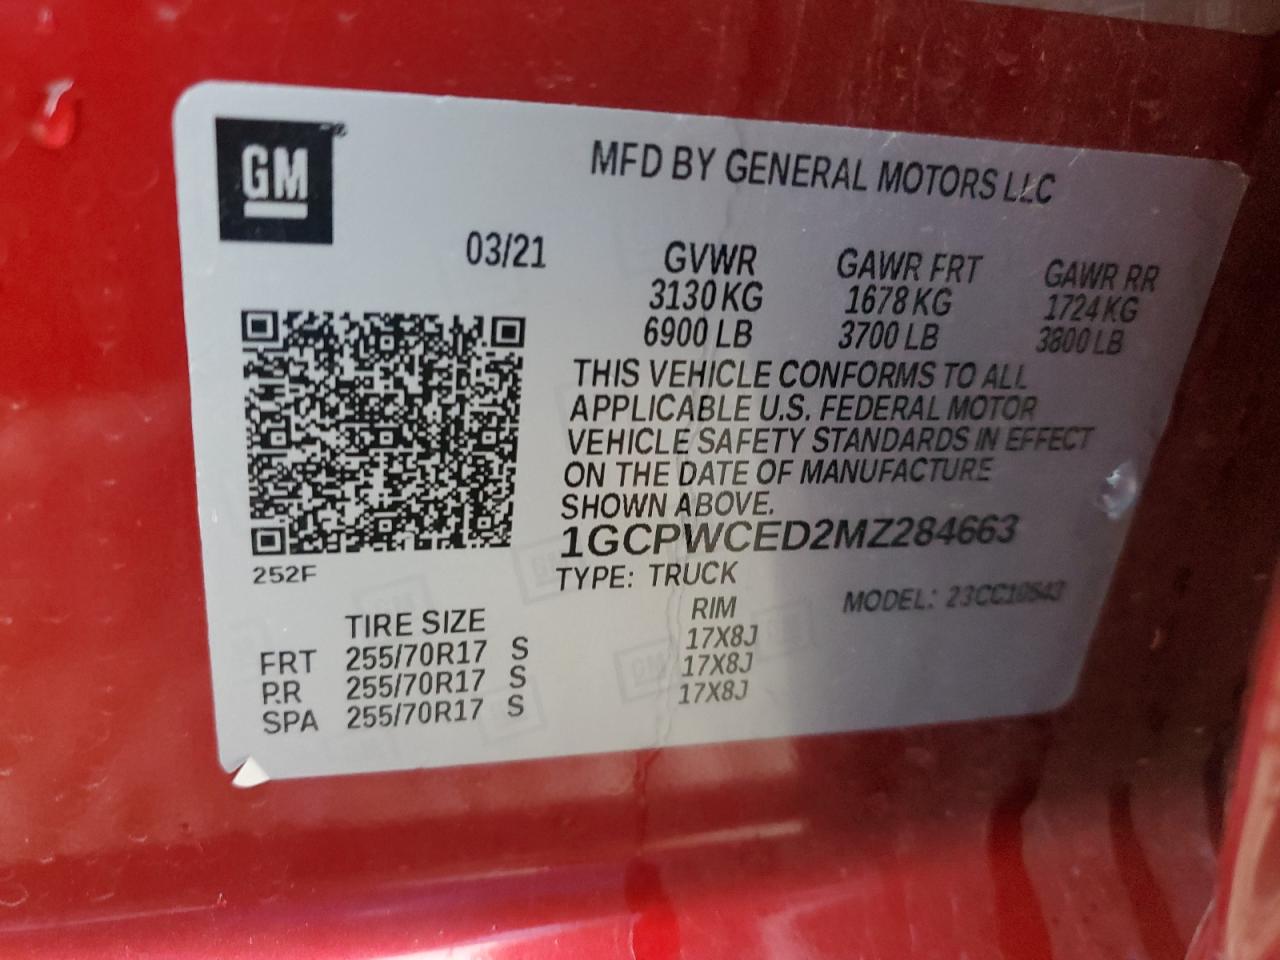 GM
MFD BY GENERAL MOTORS LLC
03/21
GVWR GAWR FRT GAWR RR
3130 KG 1678 KG 1724 KG
6900 LB 3700 LB 3800 LB
THIS VEHICLE CONFORMS TO ALL
APPLICABLE U.S. FEDERAL MOTOR
VEHICLE SAFETY STANDARDS IN EFFECT
ON THE DATE OF MANUFACTURE
SHOWN ABOVE.
1GCPWCED2MZ284663
252F
TYPE: TRUCK
MODEL: 23CC10543
TIRE SIZE RIM
FRT 255/70R17 S 17X8J
RR 255/70R17 S 17X8J
SPA 255/70R17 S 17X8J